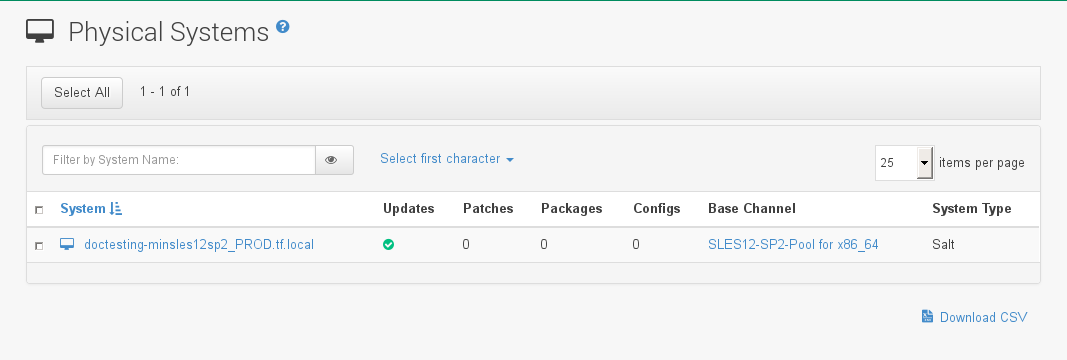 Physical Systems ?
Select All 1 - 1 of 1
Filter by System Name: Select first character 25 items per page
System Updates Patches Packages Configs Base Channel System Type
doctesting-minsles12sp2_PROD.tf.local 0 0 0 SLES12-SP2-Pool for x86_64 Salt
Download CSV